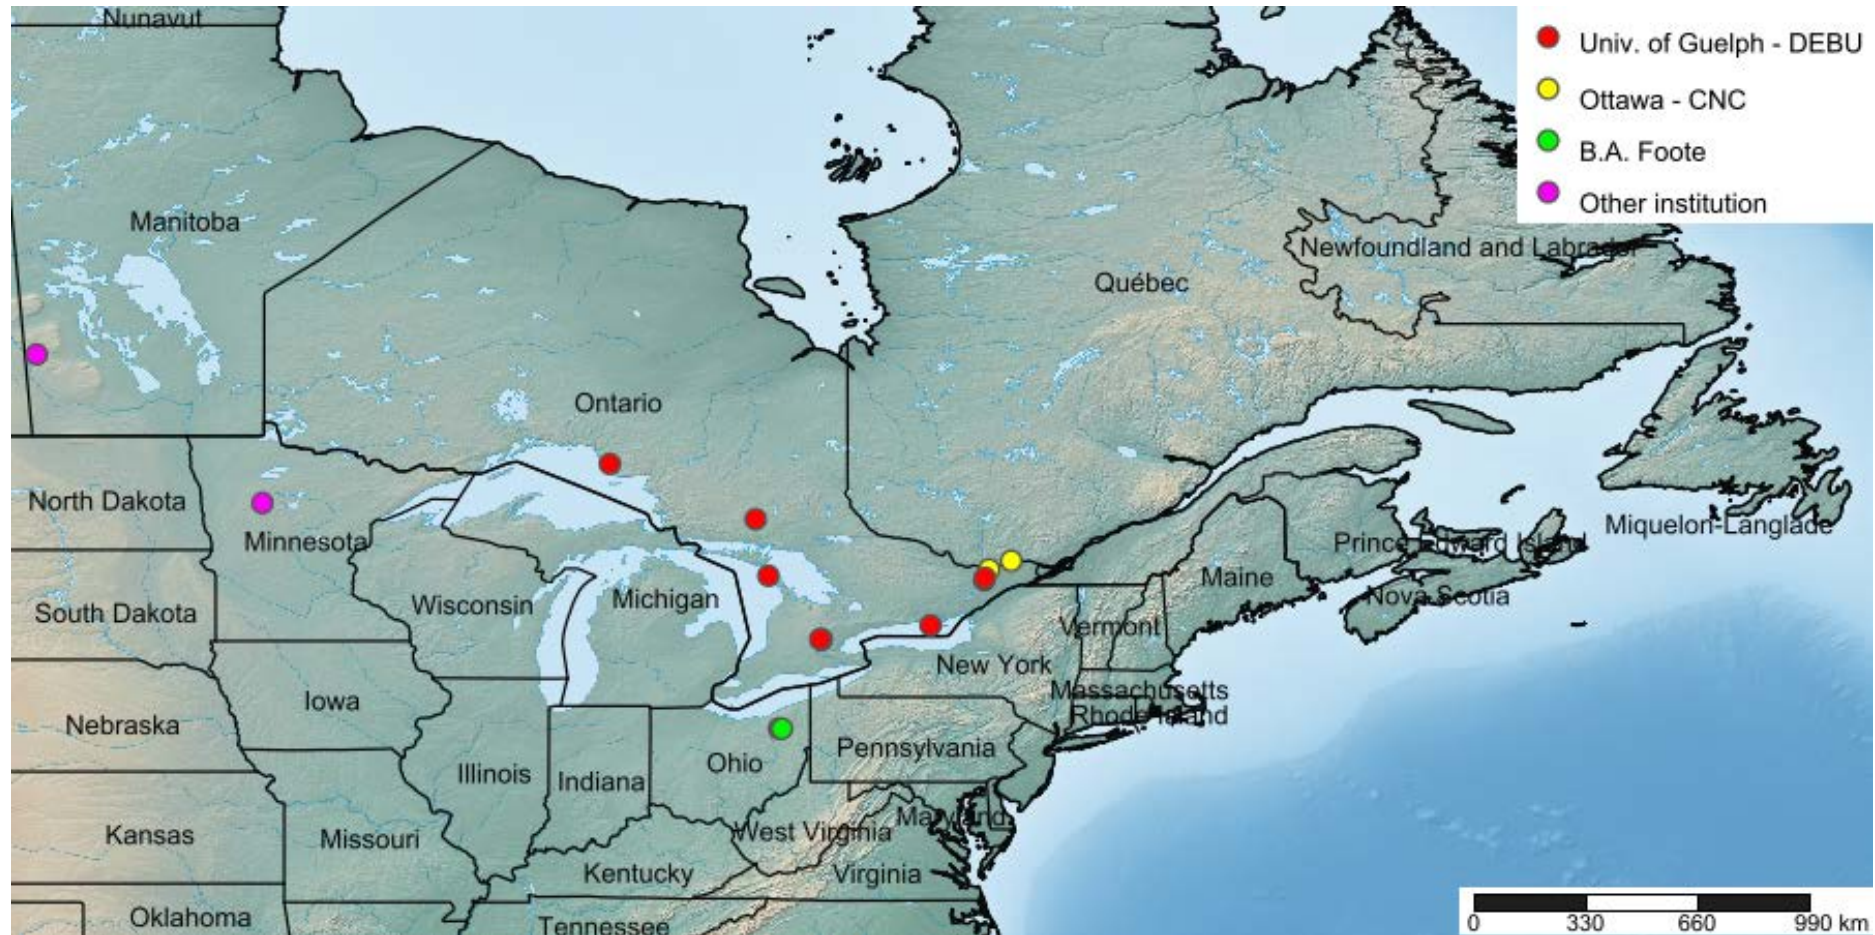 Nunavut
Univ. of Guelph - DEBU
Ottawa - CNC
B.A. Foote
Other institution
Manitoba
Newfoundland and Labrador
Québec
Ontario
North Dakota
Minnesota
Miquelon-Langlade
Prince Edward Island
Maine
Wisconsin
Michigan
Nova Scotia
South Dakota
Vermont
New York
Massachusetts
Iowa
Rhode Island
Nebraska
Pennsylvania
Ohio
Illinois
Indiana
Maryland
Kansas
Missouri
West Virginia
Kentucky
Virginia
Oklahoma
Tennessee
0 330 660 990 km